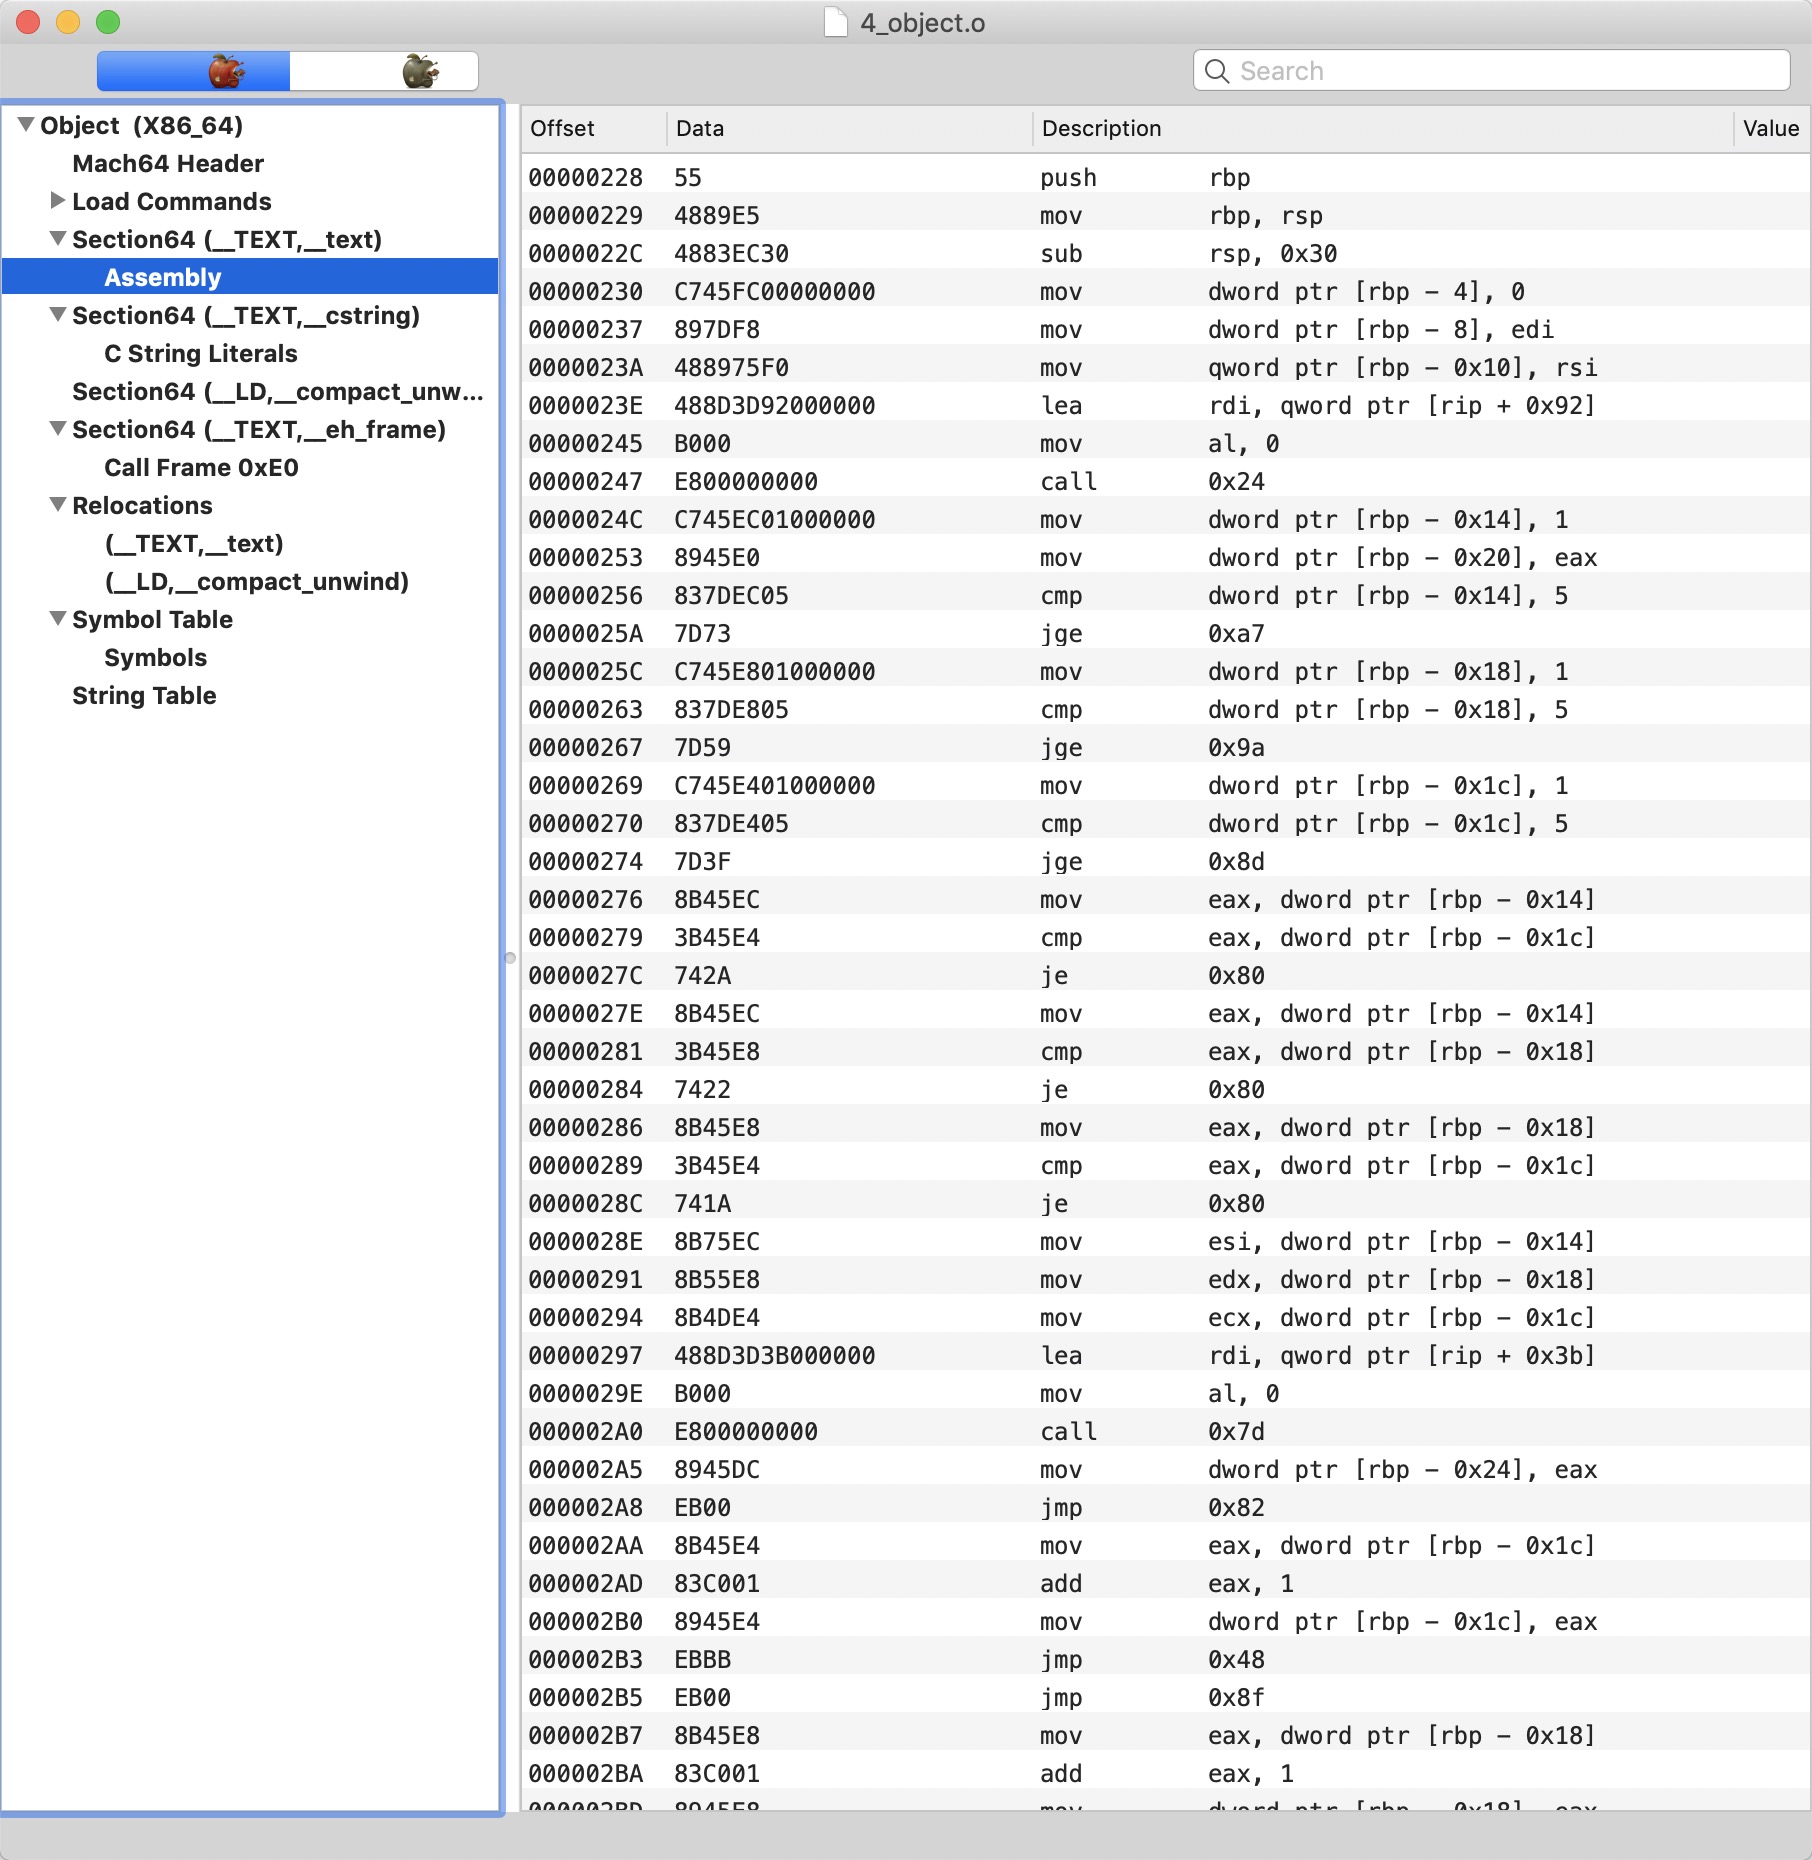 4_object.o
Search
Object (X86_64)
Mach64 Header
Load Commands
Section64 (__TEXT,__text)
Assembly
Section64 (__TEXT,__cstring)
C String Literals
Section64 (__LD,__compact_unw...
Section64 (__TEXT,__eh_frame)
Call Frame 0xE0
Relocations
(__TEXT,__text)
(__LD,__compact_unwind)
Symbol Table
Symbols
String Table
Offset Data Description Value
00000228 55 push rbp
00000229 4889E5 mov rbp, rsp
0000022C 4883EC30 sub rsp, 0x30
00000230 C745FC00000000 mov dword ptr [rbp - 4], 0
00000237 897DF8 mov dword ptr [rbp - 8], edi
0000023A 488975F0 mov qword ptr [rbp - 0x10], rsi
0000023E 488D3D92000000 lea rdi, qword ptr [rip + 0x92]
00000245 B000 mov al, 0
00000247 E800000000 call 0x24
0000024C C745EC01000000 mov dword ptr [rbp - 0x14], 1
00000253 8945E0 mov dword ptr [rbp - 0x20], eax
00000256 837DEC05 cmp dword ptr [rbp - 0x14], 5
0000025A 7D73 jge 0xa7
0000025C C745E801000000 mov dword ptr [rbp - 0x18], 1
00000263 837DE805 cmp dword ptr [rbp - 0x18], 5
00000267 7D59 jge 0x9a
00000269 C745E401000000 mov dword ptr [rbp - 0x1c], 1
00000270 837DE405 cmp dword ptr [rbp - 0x1c], 5
00000274 7D3F jge 0x8d
00000276 8B45EC mov eax, dword ptr [rbp - 0x14]
00000279 3B45E4 cmp eax, dword ptr [rbp - 0x1c]
0000027C 742A je 0x80
0000027E 8B45EC mov eax, dword ptr [rbp - 0x14]
00000281 3B45E8 cmp eax, dword ptr [rbp - 0x18]
00000284 7422 je 0x80
00000286 8B45E8 mov eax, dword ptr [rbp - 0x18]
00000289 3B45E4 cmp eax, dword ptr [rbp - 0x1c]
0000028C 741A je 0x80
0000028E 8B75EC mov esi, dword ptr [rbp - 0x14]
00000291 8B55E8 mov edx, dword ptr [rbp - 0x18]
00000294 8B4DE4 mov ecx, dword ptr [rbp - 0x1c]
00000297 488D3D3B000000 lea rdi, qword ptr [rip + 0x3b]
0000029E B000 mov al, 0
000002A0 E800000000 call 0x7d
000002A5 8945DC mov dword ptr [rbp - 0x24], eax
000002A8 EB00 jmp 0x82
000002AA 8B45E4 mov eax, dword ptr [rbp - 0x1c]
000002AD 83C001 add eax, 1
000002B0 8945E4 mov dword ptr [rbp - 0x1c], eax
000002B3 EBBB jmp 0x48
000002B5 EB00 jmp 0x8f
000002B7 8B45E8 mov eax, dword ptr [rbp - 0x18]
000002BA 83C001 add eax, 1
000002BD 8945E8 mov dword ptr [rbp - 0x18], eax